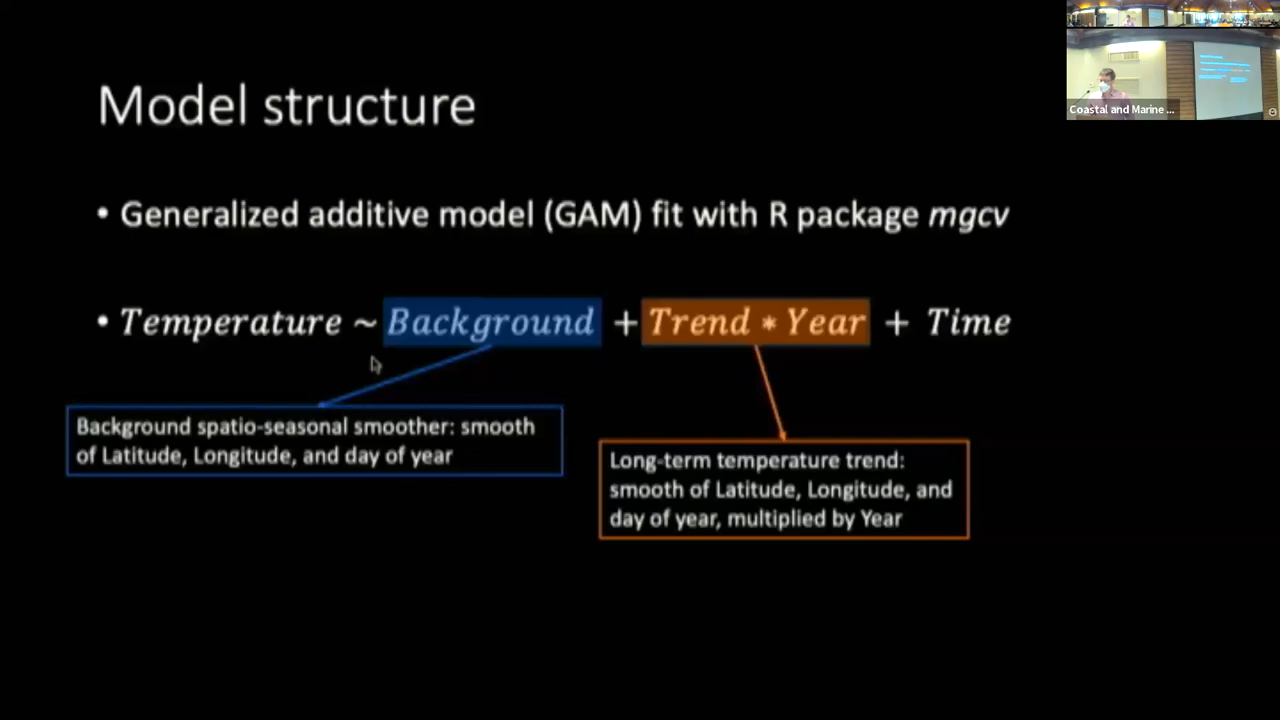 Model structure
• Generalized additive model (GAM) fit with R package mgcv
• Temperature ~ Background + Trend * Year + Time
Background spatio-seasonal smoother: smooth
of Latitude, Longitude, and day of year
Long-term temperature trend:
smooth of Latitude, Longitude, and
day of year, multiplied by Year
Coastal and Marine ...